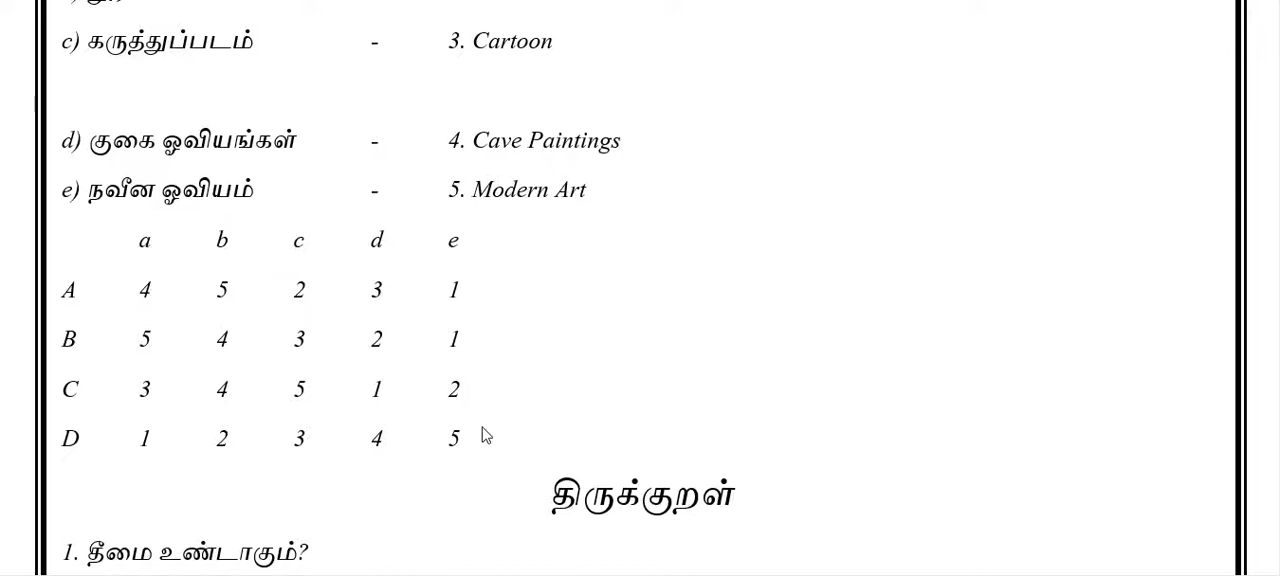 c) கருத்துப்படம் - 3. Cartoon
d) குகை ஓவியங்கள் - 4. Cave Paintings
e) நவீன ஓவியம் - 5. Modern Art
a b c d e
A 4 5 2 3 1
B 5 4 3 2 1
C 3 4 5 1 2
D 1 2 3 4 5
திருக்குறள்
1. தீமை உண்டாகும்?